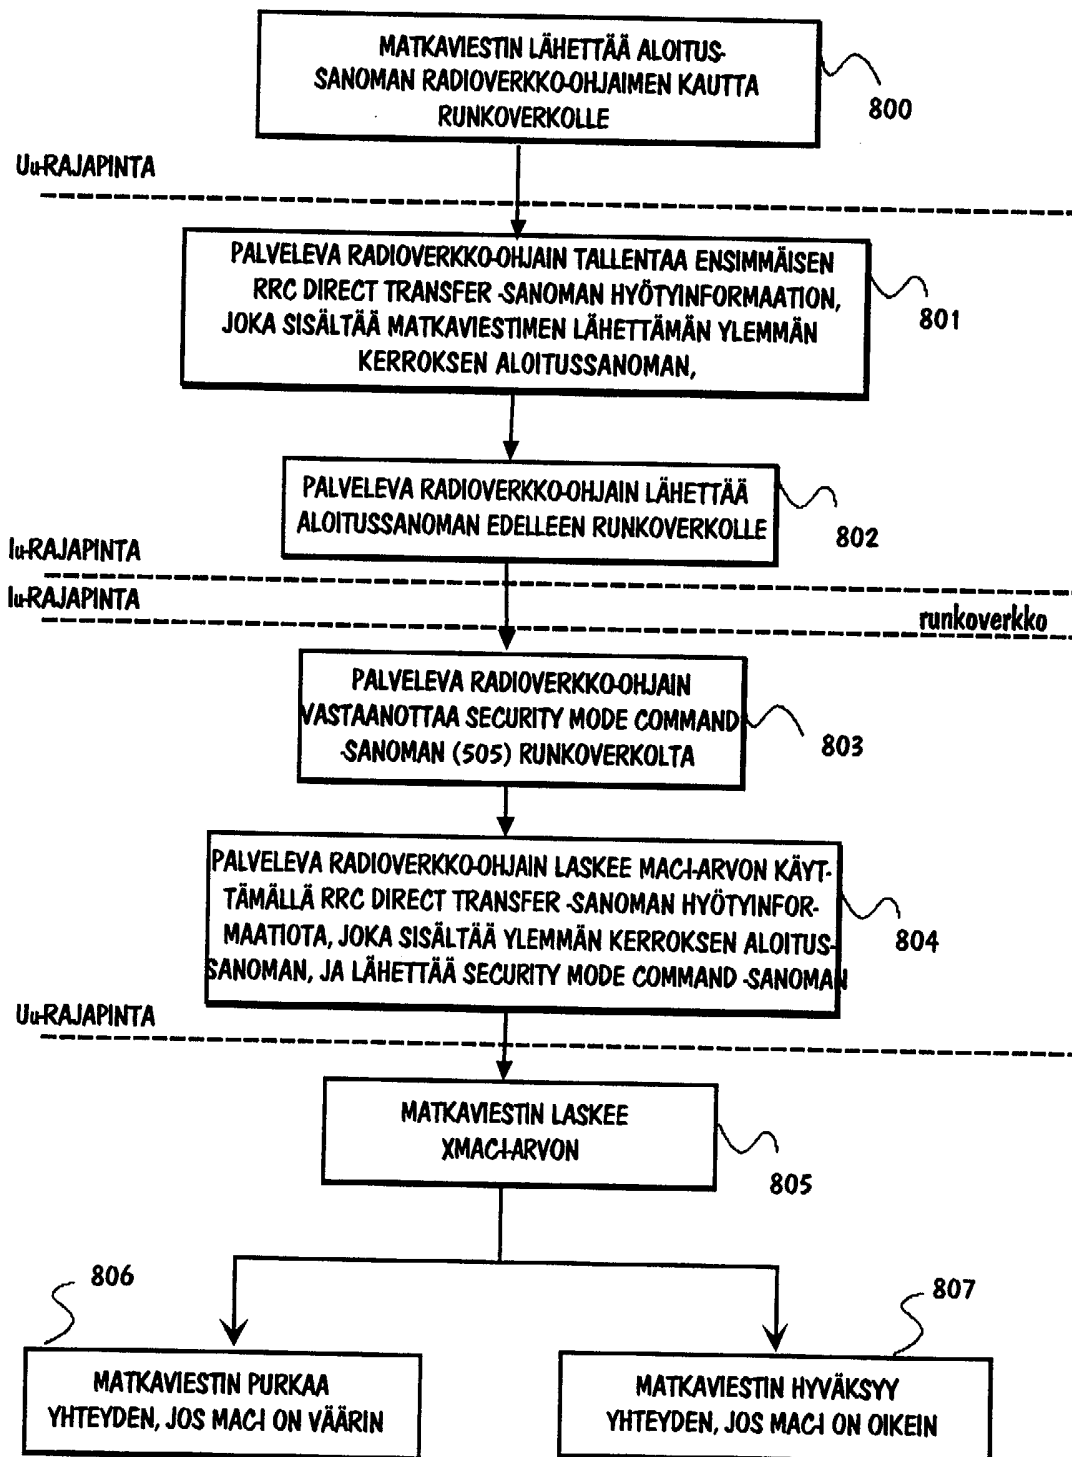 MATKAVIESTIN LÄHETTÄÄ ALOITUS-
SANOMAN RADIOVERKKO-OHJAIMEN KAUTTA
RUNKOVERKOLLE
800
Uu-RAJAPINTA
PALVELEVA RADIOVERKKO-OHJAIN TALLENTAA ENSIMMÄISEN
RRC DIRECT TRANSFER -SANOMAN HYÖTYINFORMAATION,
JOKA SISÄLTÄÄ MATKAVIESTIMEN LÄHETTÄMÄN YLEMMÄN
KERROKSEN ALOITUSSANOMAN,
801
PALVELEVA RADIOVERKKO-OHJAIN LÄHETTÄÄ
ALOITUSSANOMAN EDELLEEN RUNKOVERKOLLE
802
Iu-RAJAPINTA
Iu-RAJAPINTA
runkoverkko
PALVELEVA RADIOVERKKO-OHJAIN
VASTAANOTTAA SECURITY MODE COMMAND
-SANOMAN (505) RUNKOVERKOLTA
803
PALVELEVA RADIOVERKKO-OHJAIN LASKEE MAC-I-ARVON KÄYT-
TÄMÄLLÄ RRC DIRECT TRANSFER -SANOMAN HYÖTYINFOR-
MAATIOTA, JOKA SISÄLTÄÄ YLEMMÄN KERROKSEN ALOITUS-
SANOMAN, JA LÄHETTÄÄ SECURITY MODE COMMAND -SANOMAN
804
Uu-RAJAPINTA
MATKAVIESTIN LASKEE
XMAC-I-ARVON
805
806
807
MATKAVIESTIN PURKAA
YHTEYDEN, JOS MAC-I ON VÄÄRIN
MATKAVIESTIN HYVÄKSYY
YHTEYDEN, JOS MAC-I ON OIKEIN